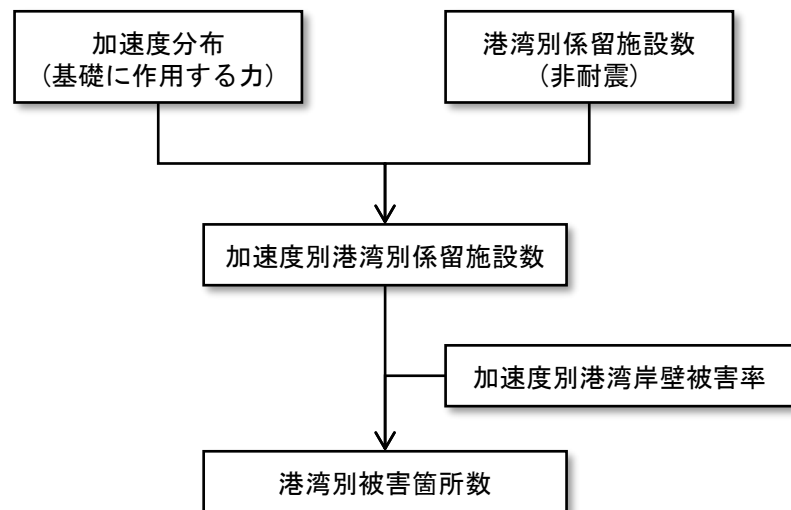 加速度分布
(基礎に作用する力)
港湾別係留施設数
(非耐震)
加速度別港湾別係留施設数
加速度別港湾岸壁被害率
港湾別被害箇所数